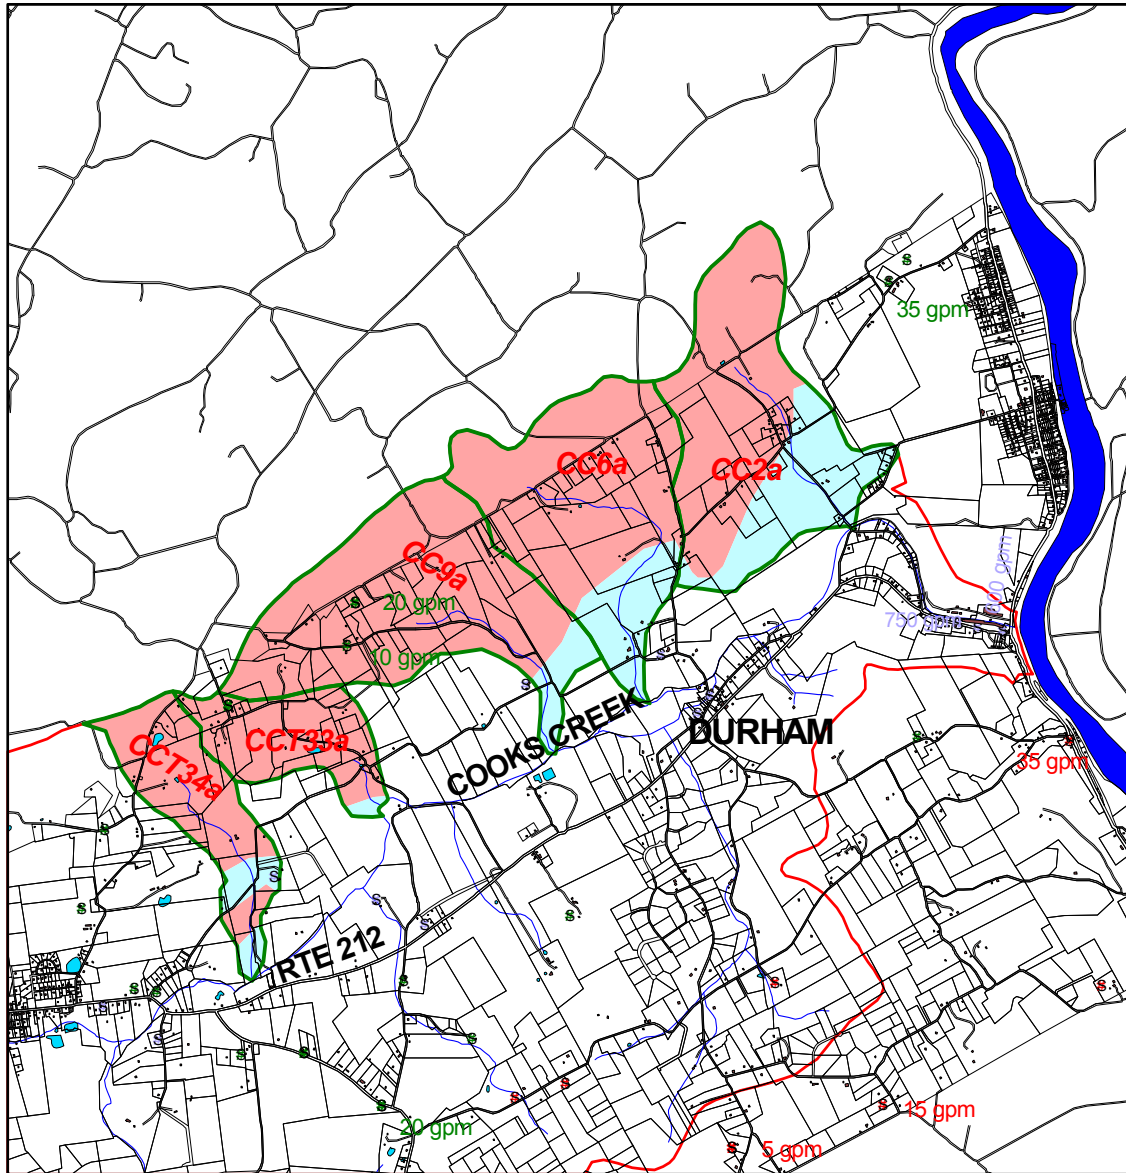 35 gpm
CC6a
CC2a
CC9a
20 gpm
10 gpm
750 gpm
DURHAM
COOKS CREEK
CCT33a
CCT34a
35 gpm
RTE 212
20 gpm
15 gpm
5 gpm